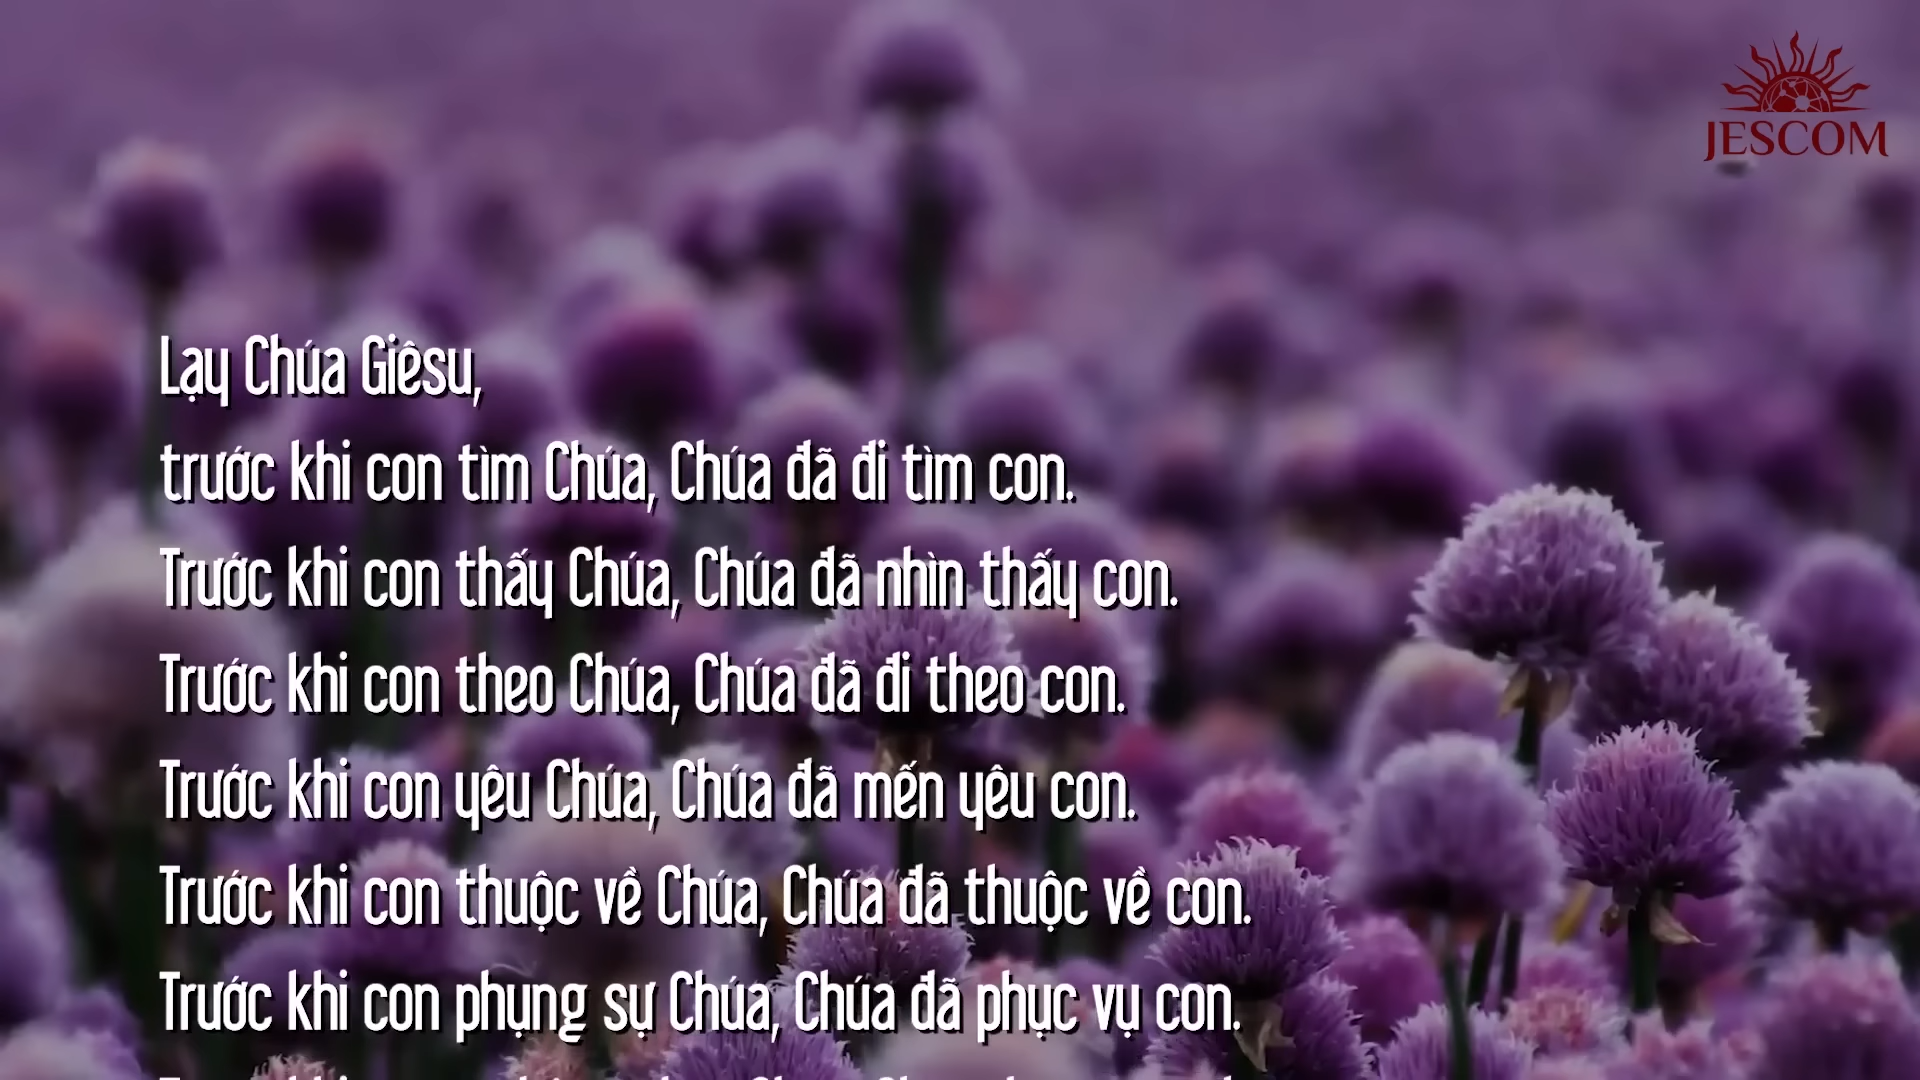 JESCOM
Lạy Chúa Giêsu,
trước khi con tìm Chúa, Chúa đã đi tìm con.
Trước khi con thấy Chúa, Chúa đã nhìn thấy con.
Trước khi con theo Chúa, Chúa đã đi theo con.
Trước khi con yêu Chúa, Chúa đã mến yêu con.
Trước khi con thuộc về Chúa, Chúa đã thuộc về con.
Trước khi con phụng sự Chúa, Chúa đã phục vụ con.